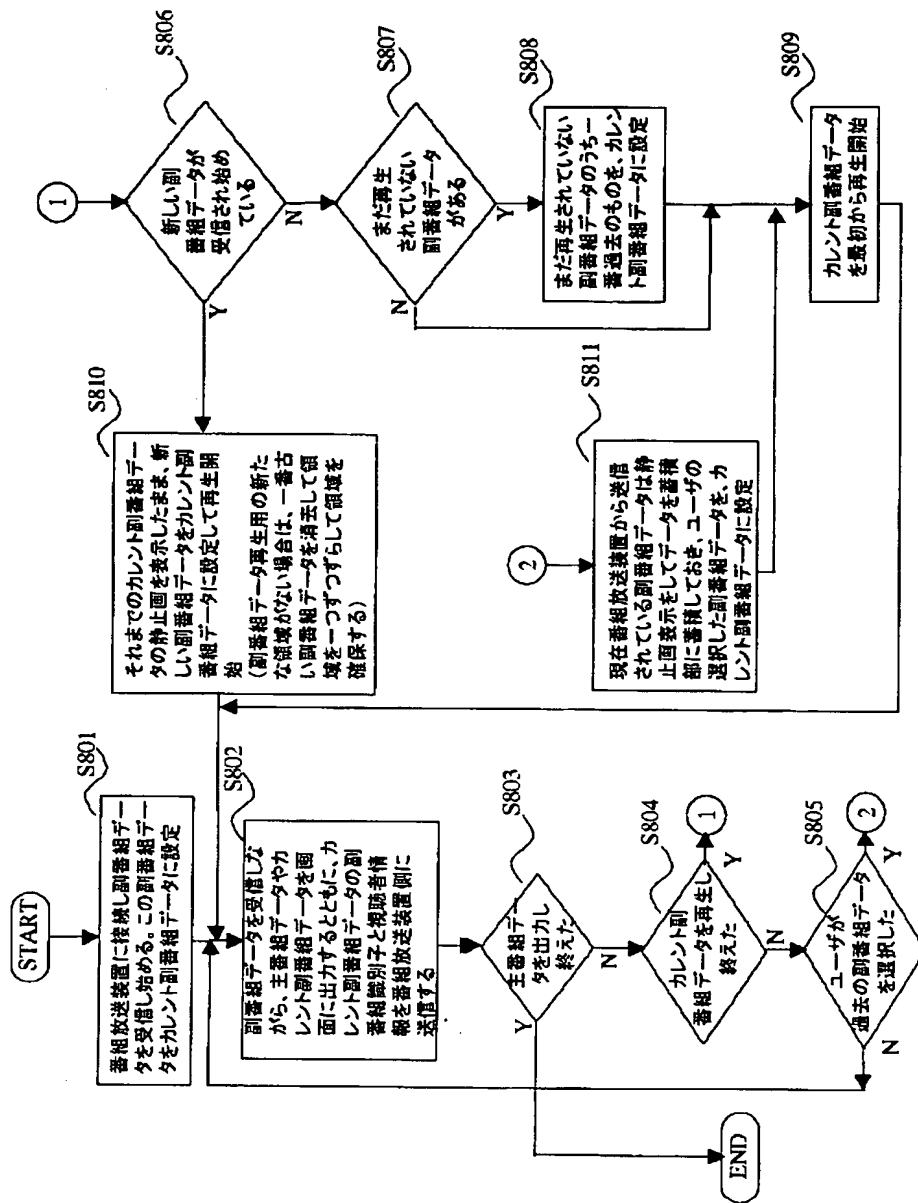 START
S801
番組放送装置に接続し副番組デー
タを受信し始める。この副番組デー
タをカレント副番組データに設定
S802
副番組データを受信しな
がら、主番組データやカ
レント副番組データを画
面に出力するとともに、カ
レント副番組データの副
番組識別子と視聴者情
報を番組放送装置側に
送信する
S803
主番組デー
タを出力し
終えた
Y
N
END
S804
カレント副
番組データを再生し
終えた
Y
1
N
S805
ユーザが
過去の副番組データ
を選択した
Y
2
N
1
S806
新しい副
番組データが
受信され始め
ている
Y
N
S810
それまでのカレント副番組デー
タの静止画を表示したまま、新
しい副番組データをカレント副
番組データに設定して再生開
始
(副番組データ再生用の新た
な領域がない場合は、一番古
い副番組データを消去して領
域を一つずつずらして領域を
確保する)
S807
まだ再生
されていない
副番組データ
がある
N
Y
S808
まだ再生されていない
副番組データのうち一
番過去のものを、カレン
ト副番組データに設定
2
S811
現在番組放送装置から送信
されている副番組データは静
止画表示をしてデータを蓄積
部に蓄積しておき、ユーザの
選択した副番組データを、カ
レント副番組データに設定
S809
カレント副番組データ
を最初から再生開始